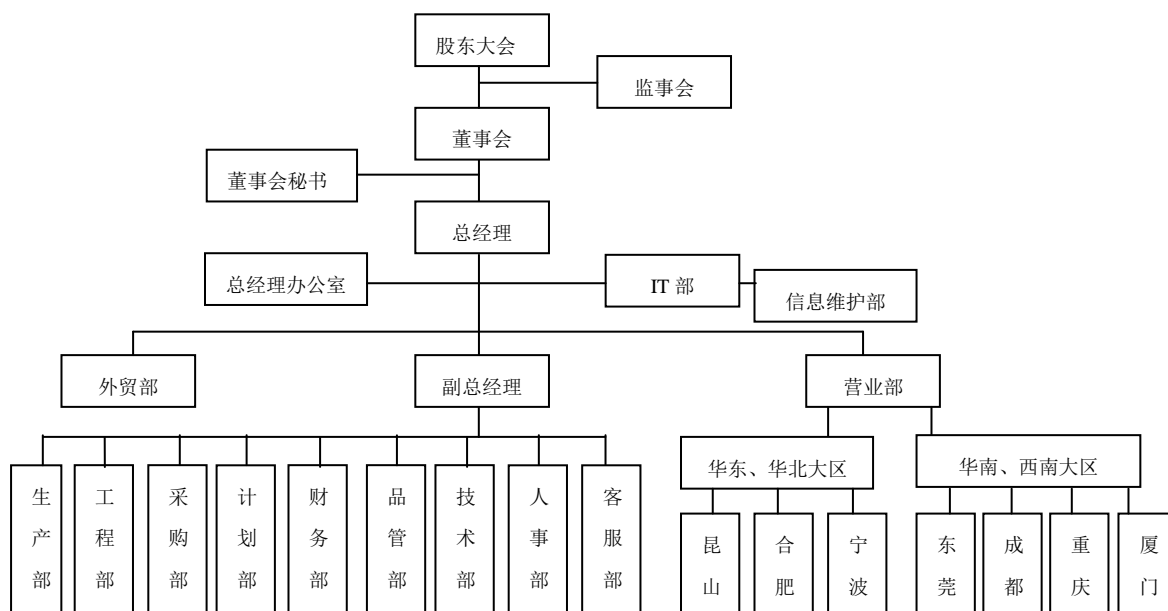 股东大会
监事会
董事会
董事会秘书
总经理
总经理办公室
IT 部
信息维护部
外贸部
副总经理
营业部
华东、华北大区
华南、西南大区
生产部
工程部
采购部
计划部
财务部
品管部
技术部
人事部
客服部
昆山
合肥
宁波
东莞
成都
重庆
厦门